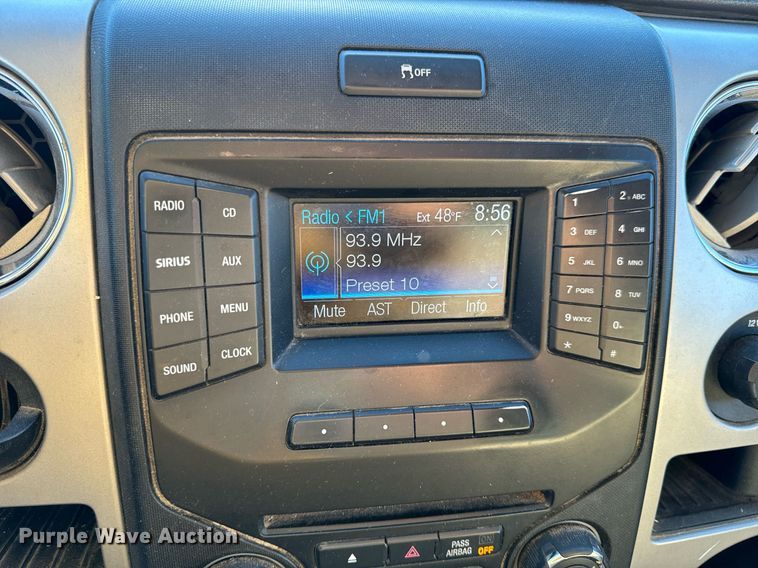 OFF
RADIO
CD
SIRIUS
AUX
PHONE
MENU
SOUND
CLOCK
Radio < FM1 Ext 48°F 8:56
93.9 MHz
93.9
Preset 10
Mute AST Direct Info
1
2 ABC
3 DEF
4 GHI
5 JKL
6 MNO
7 PQRS
8 TUV
9 WXYZ
0+
*
#
12V
PASS AIRBAG
ON
OFF
Purple Wave Auction®